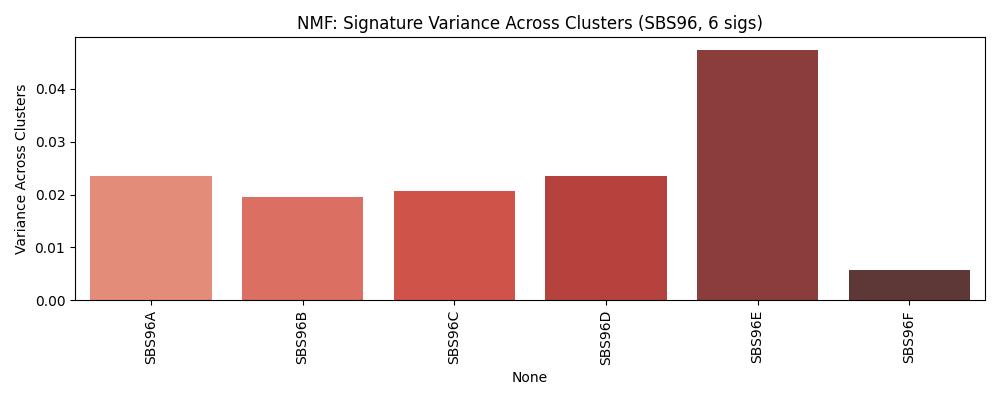 NMF: Signature Variance Across Clusters (SBS96, 6 sigs)
Variance Across Clusters
0.04
0.03
0.02
0.01
0.00
SBS96A
SBS96B
SBS96C
SBS96D
SBS96E
SBS96F
None